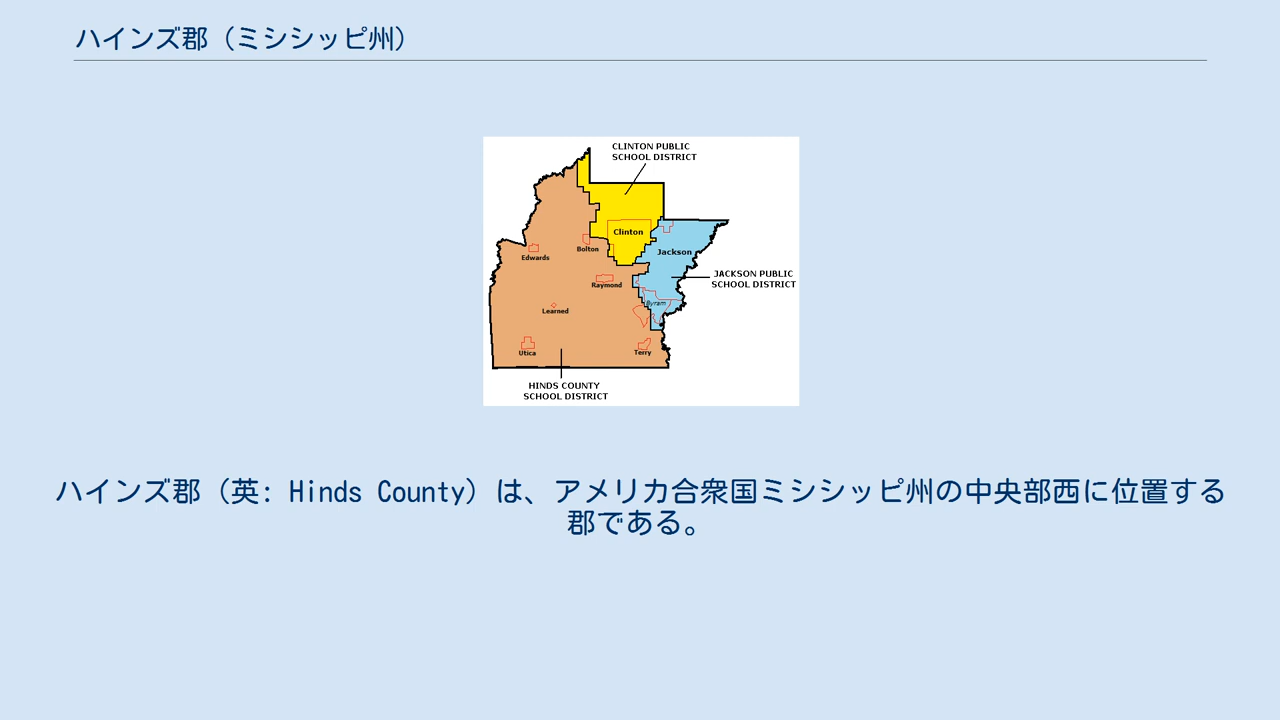 ハインズ郡（ミシシッピ州）
CLINTON PUBLIC
SCHOOL DISTRICT
Clinton
Bolton
Edwards
Jackson
JACKSON PUBLIC
SCHOOL DISTRICT
Raymond
Byram
Learned
Utica
Terry
HINDS COUNTY
SCHOOL DISTRICT
ハインズ郡（英: Hinds County）は、アメリカ合衆国ミシシッピ州の中央部西に位置する
郡である。